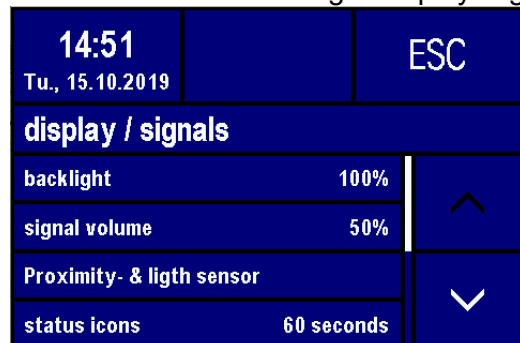 14:51
ESC
Tu., 15.10.2019
display / signals
backlight 100%
signal volume 50%
Proximity- & ligth sensor
status icons 60 seconds